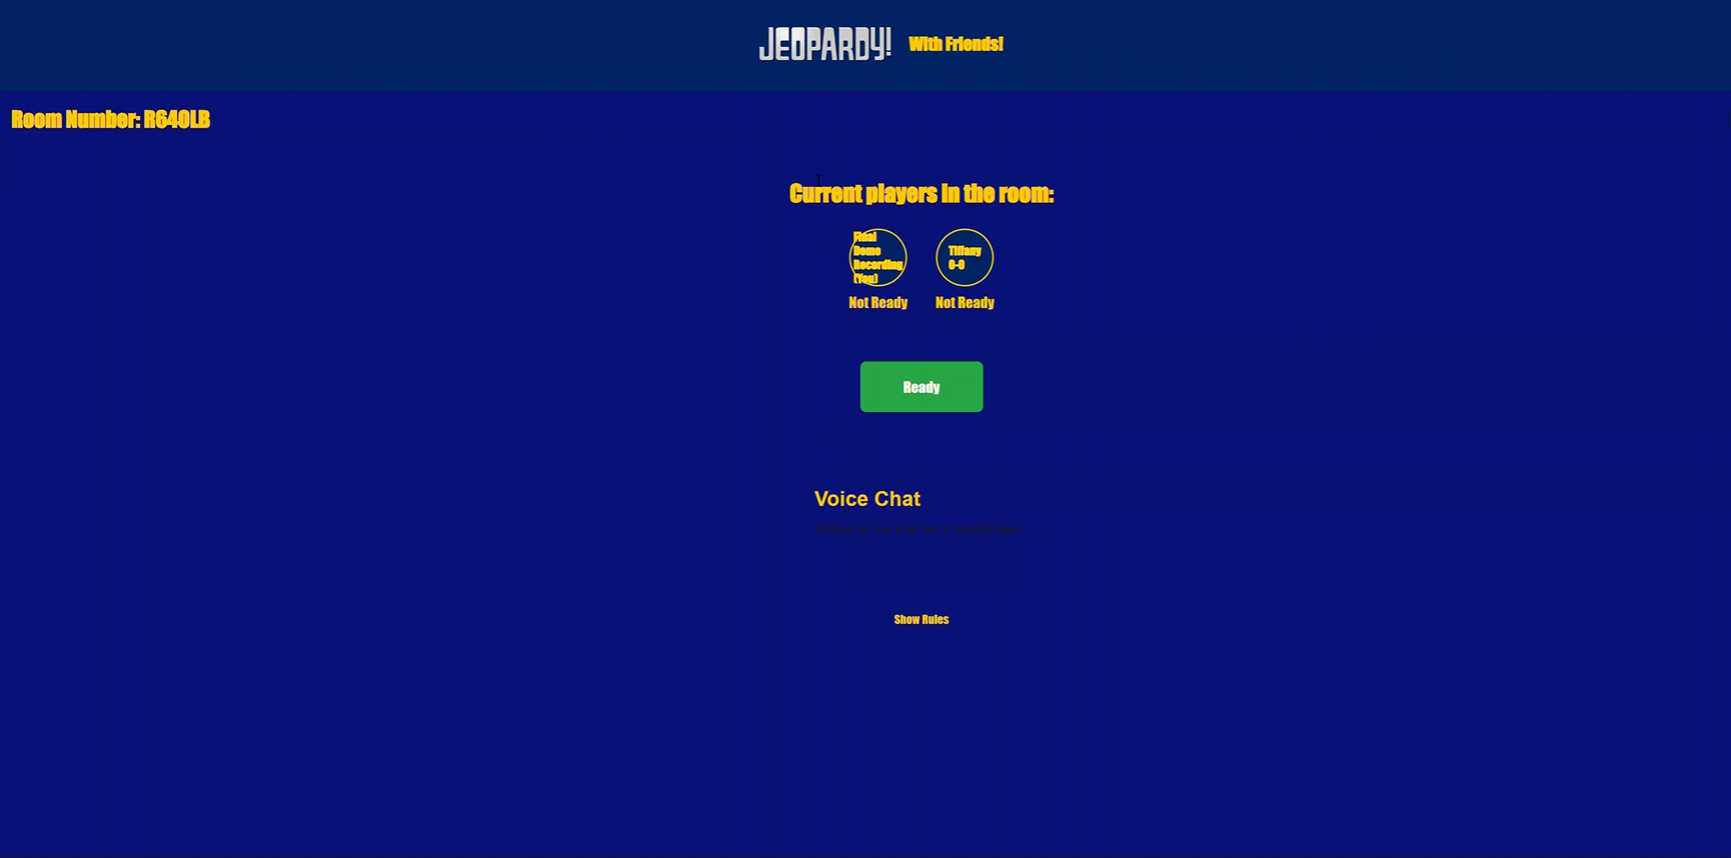 JEOPARDY! With Friends!
Room Number: R640LB
Current players in the room:
Final
Demo
Recording
(You)
Tiffany
0-0
Not Ready
Not Ready
Ready
Voice Chat
Show Rules